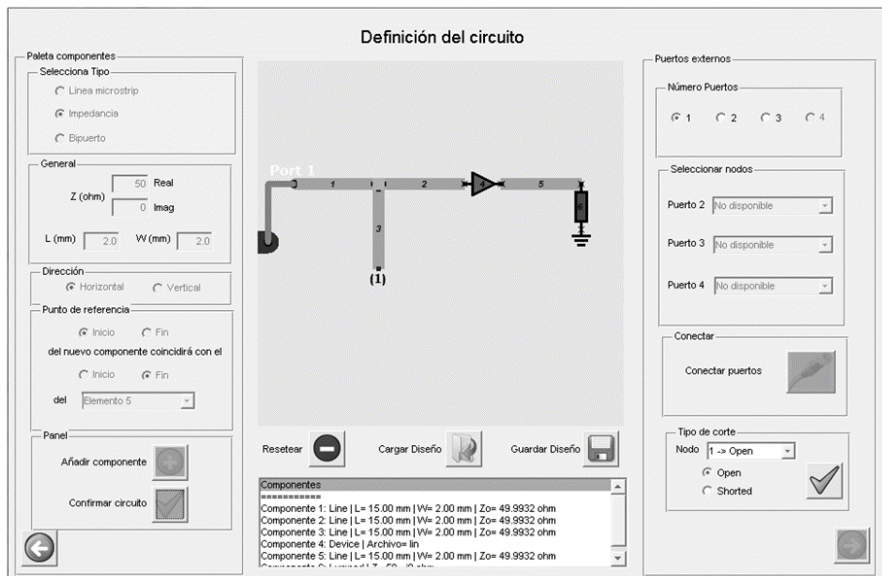 Definición del circuito
Paleta componentes
Selecciona Tipo
Linea microstrip
Impedancia
Bipuerto
General
Z (ohm)
50 Real
0 Imag
L (mm) 2.0 W (mm) 2.0
Dirección
Horizontal Vertical
Punto de referencia
Inicio Fin
del nuevo componente coincidirá con el
Inicio Fin
del Elemento 5
Panel
Añadir componente
Confirmar circuito
Port 1
1
2
4
5
3
6
(1)
Resetear Cargar Diseño Guardar Diseño
Componentes
===========
Componente 1: Line | L= 15.00 mm | W= 2.00 mm | Zo= 49.9932 ohm
Componente 2: Line | L= 15.00 mm | W= 2.00 mm | Zo= 49.9932 ohm
Componente 3: Line | L= 15.00 mm | W= 2.00 mm | Zo= 49.9932 ohm
Componente 4: Device | Archivo= lin
Componente 5: Line | L= 15.00 mm | W= 2.00 mm | Zo= 49.9932 ohm
Puertos externos
Número Puertos
1 2 3 4
Seleccionar nodos
Puerto 2 No disponible
Puerto 3 No disponible
Puerto 4 No disponible
Conectar
Conectar puertos
Tipo de corte
Nodo 1 -> Open
Open
Shorted